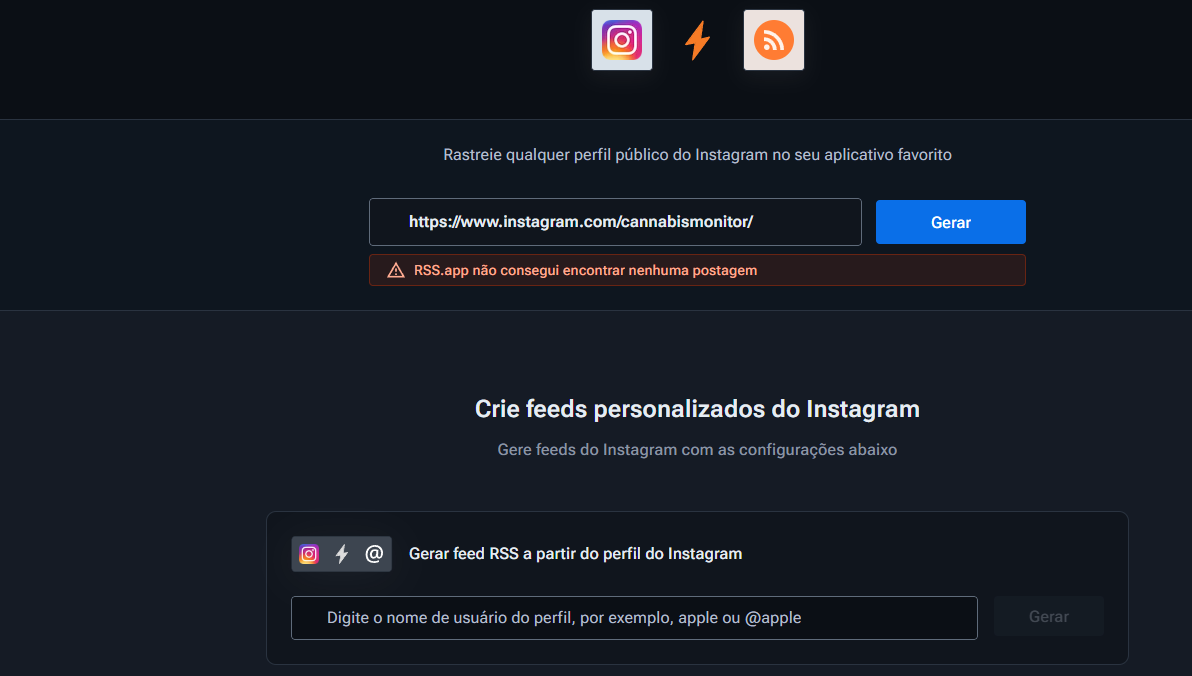 Rastreie qualquer perfil público do Instagram no seu aplicativo favorito
https://www.instagram.com/cannabismonitor/
Gerar
RSS.app não consegui encontrar nenhuma postagem
Crie feeds personalizados do Instagram
Gere feeds do Instagram com as configurações abaixo
@
Gerar feed RSS a partir do perfil do Instagram
Digite o nome de usuário do perfil, por exemplo, apple ou @apple
Gerar